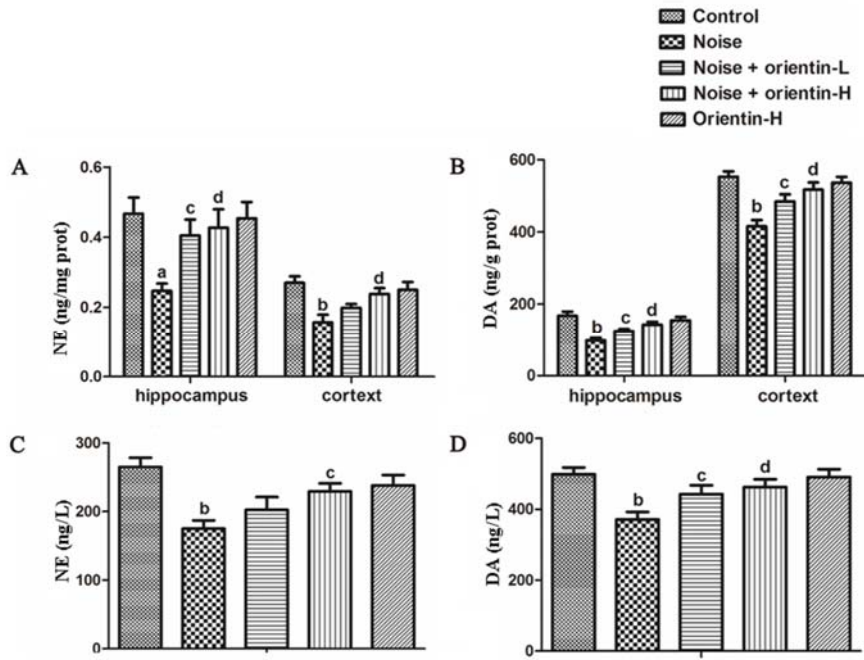 Control
Noise
Noise + orientin-L
Noise + orientin-H
Orientin-H
A
NE (ng/mg prot)
0.6
0.4
0.2
0.0
a
c
d
b
d
hippocampus
cortext
B
DA (ng/g prot)
600
400
200
0
b
c
d
b
c
d
hippocampus
cortext
C
NE (ng/L)
300
200
100
0
b
c
D
DA (ng/L)
600
400
200
0
b
c
d